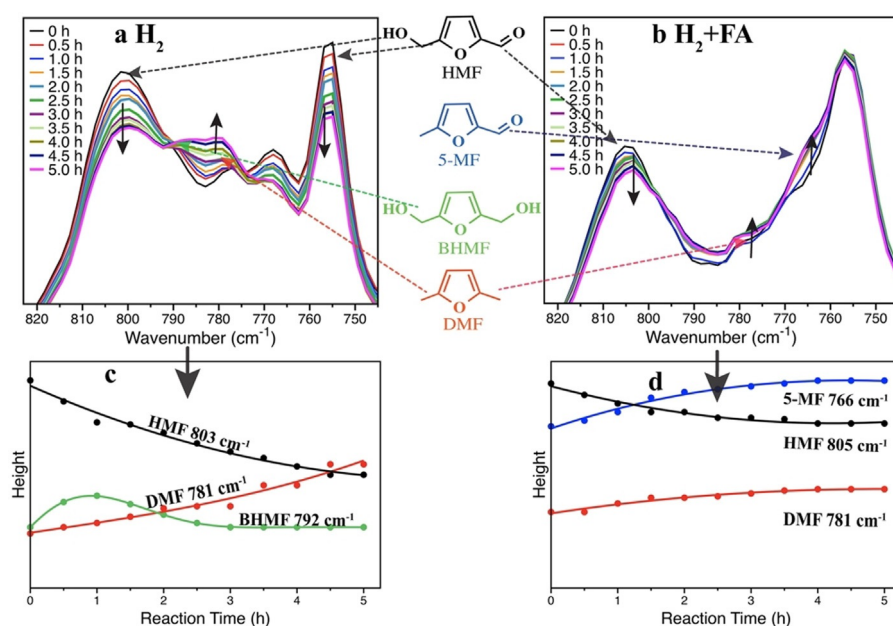 a H2
0 h
0.5 h
1.0 h
1.5 h
2.0 h
2.5 h
3.0 h
3.5 h
4.0 h
4.5 h
5.0 h
820 800 790 780 770 760 750
Wavenumber (cm-1)
HO
O
O
HMF
O
O
5-MF
HO
OH
O
BHMF
O
DMF
b H2+FA
0 h
0.5 h
1.0 h
1.5 h
2.0 h
2.5 h
3.0 h
3.5 h
4.0 h
4.5 h
5.0 h
820 810 800 790 780 770 760 750
Wavenumber (cm-1)
c
Height
HMF 803 cm-1
DMF 781 cm-1
BHMF 792 cm-1
0 1 2 3 4 5
Reaction Time (h)
d
Height
5-MF 766 cm-1
HMF 805 cm-1
DMF 781 cm-1
0 1 2 3 4 5
Reaction Time (h)